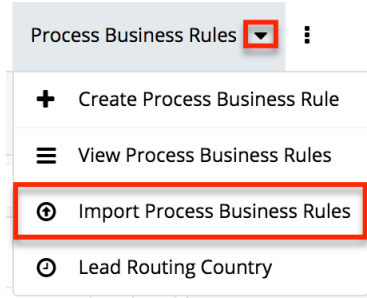 Process Business Rules
Create Process Business Rule
View Process Business Rules
Import Process Business Rules
Lead Routing Country